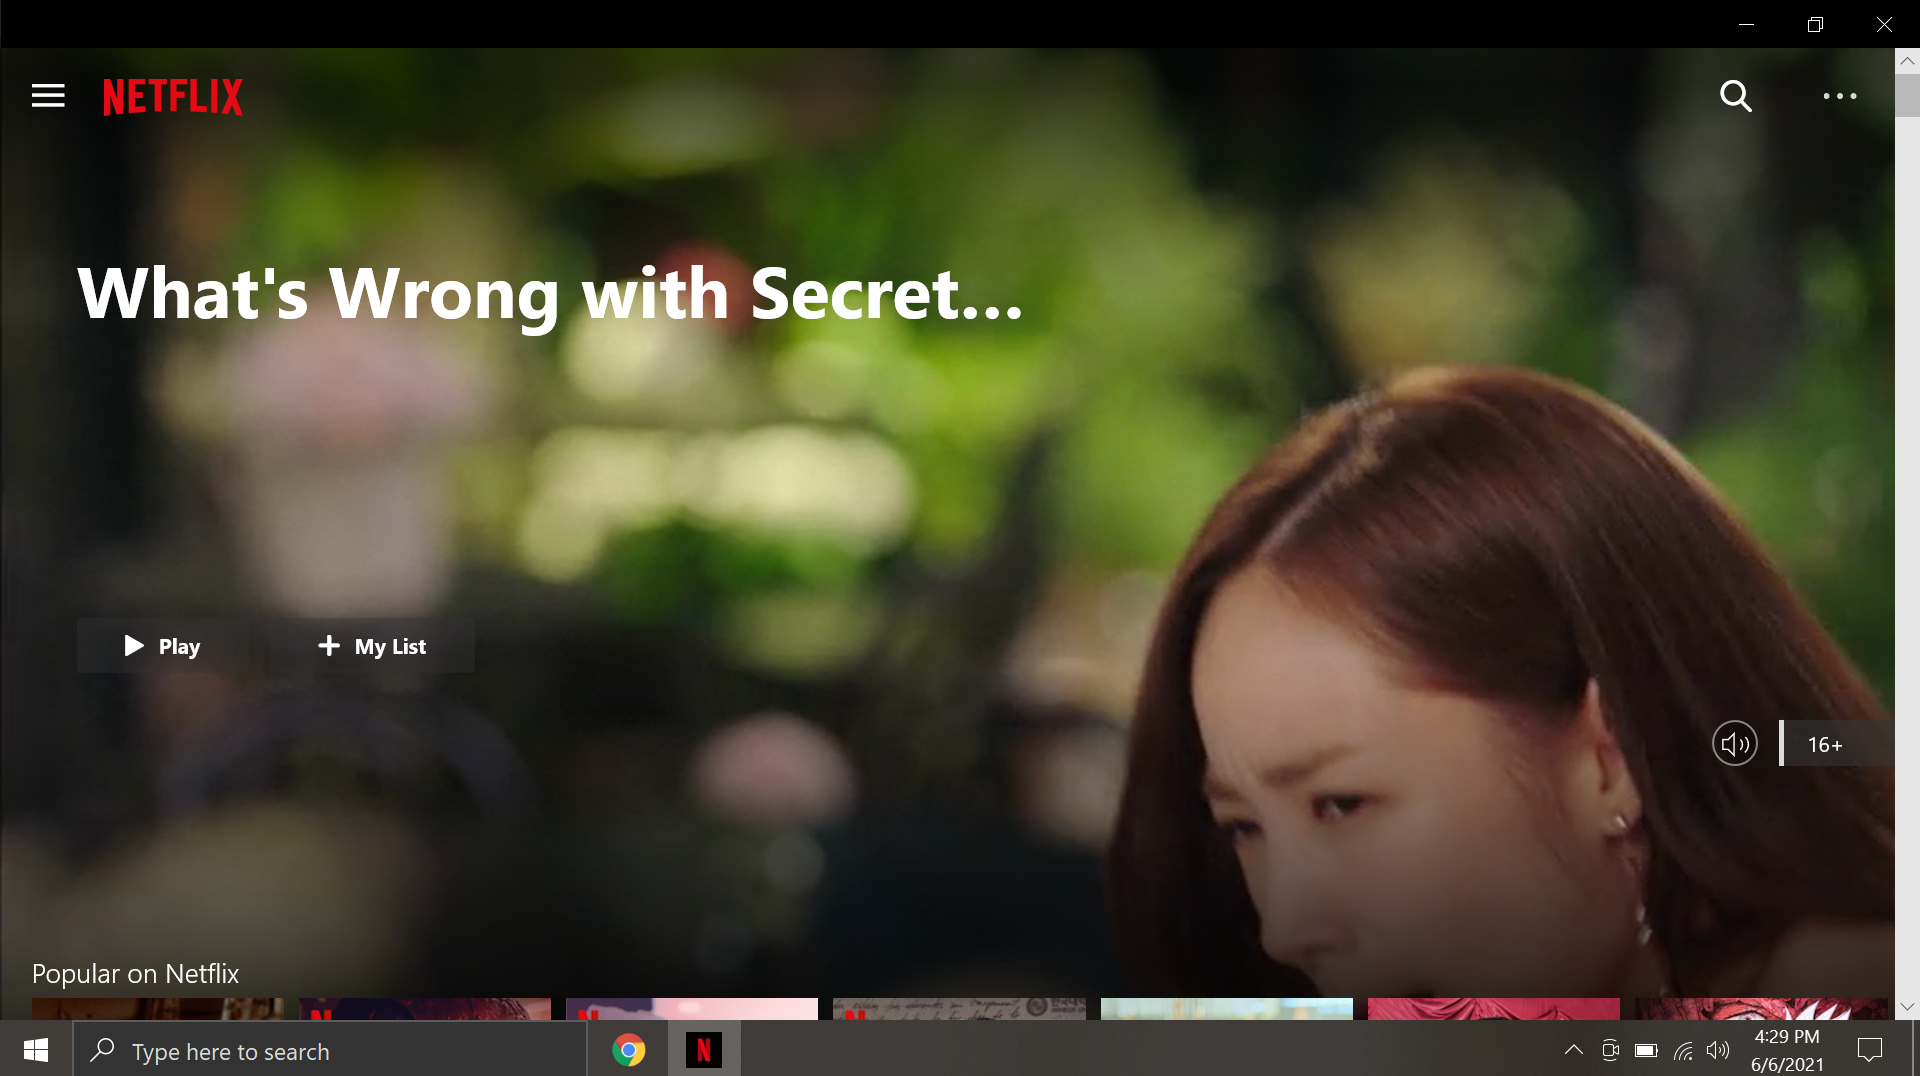 NETFLIX
What's Wrong with Secret...
Play
My List
16+
Popular on Netflix
N
N
N
Type here to search
N
4:29 PM
6/6/2021